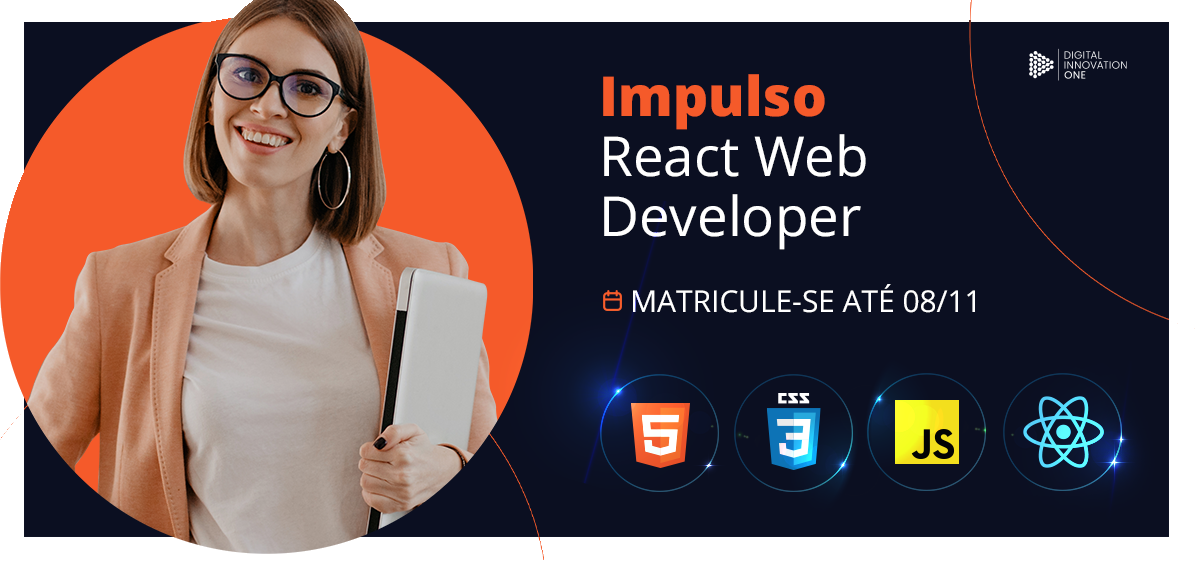 DIGITAL
INNOVATION
ONE
Impulso
React Web
Developer
MATRICULE-SE ATÉ 08/11
5
CSS
3
JS